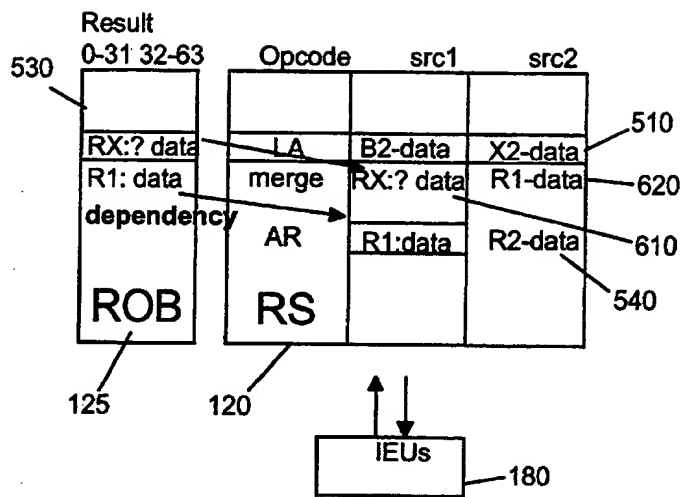 Result
0-31 32-63 Opcode src1 src2
530
RX:? data LA B2-data X2-data 510
R1: data merge RX:? data R1-data 620
dependency
AR R1:data R2-data 610
540
ROB RS
125 120
IEUs
180